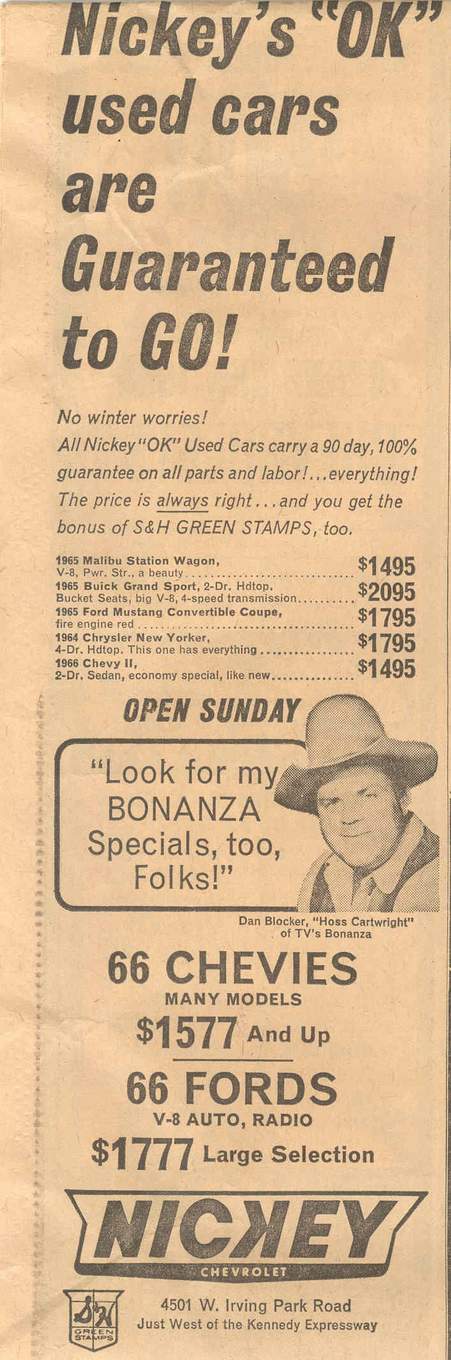 Nickey's "OK"
used cars
are
Guaranteed
to GO!
No winter worries!
All Nickey "OK" Used Cars carry a 90 day, 100%
guarantee on all parts and labor!...everything!
The price is always right...and you get the
bonus of S&H GREEN STAMPS, too.
1965 Malibu Station Wagon,
V-8, Pwr. Str., a beauty.......................... $1495
1965 Buick Grand Sport, 2-Dr. Hdtop,
Bucket Seats, big V-8, 4-speed transmission......... $2095
1965 Ford Mustang Convertible Coupe,
fire engine red................................. $1795
1964 Chrysler New Yorker,
4-Dr. Hdtop. This one has everything.............. $1795
1966 Chevy II,
2-Dr. Sedan, economy special, like new............. $1495
OPEN SUNDAY
"Look for my
BONANZA
Specials, too,
Folks!"
Dan Blocker, "Hoss Cartwright"
of TV's Bonanza
66 CHEVIES
MANY MODELS
$1577 And Up
66 FORDS
V-8 AUTO, RADIO
$1777 Large Selection
NICKEY
CHEVROLET
S&H
GREEN
STAMPS
4501 W. Irving Park Road
Just West of the Kennedy Expressway